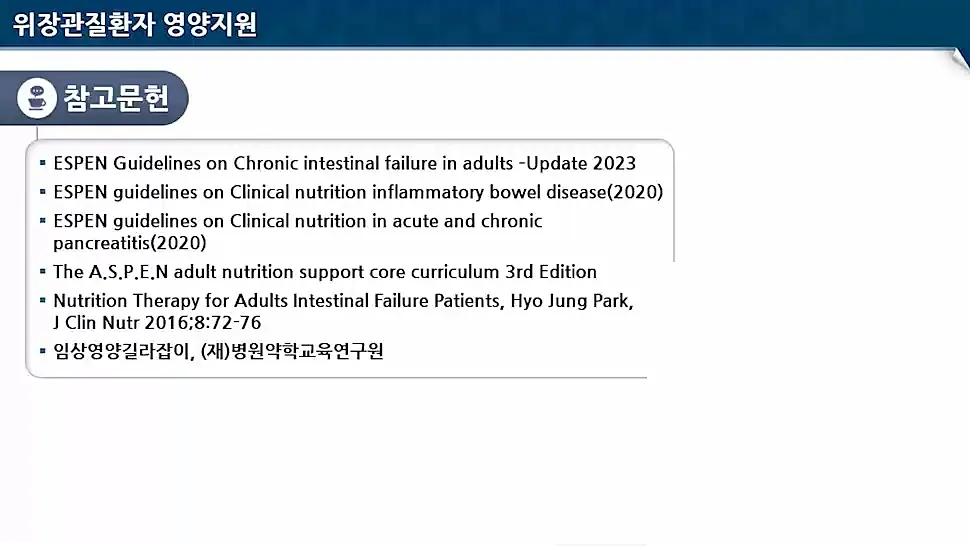 위장관질환자 영양지원
참고문헌
▪ ESPEN Guidelines on Chronic intestinal failure in adults -Update 2023
▪ ESPEN guidelines on Clinical nutrition inflammatory bowel disease(2020)
▪ ESPEN guidelines on Clinical nutrition in acute and chronic
pancreatitis(2020)
▪ The A.S.P.E.N adult nutrition support core curriculum 3rd Edition
▪ Nutrition Therapy for Adults Intestinal Failure Patients, Hyo Jung Park,
J Clin Nutr 2016;8:72-76
▪ 임상영양길라잡이, (재)병원약학교육연구원